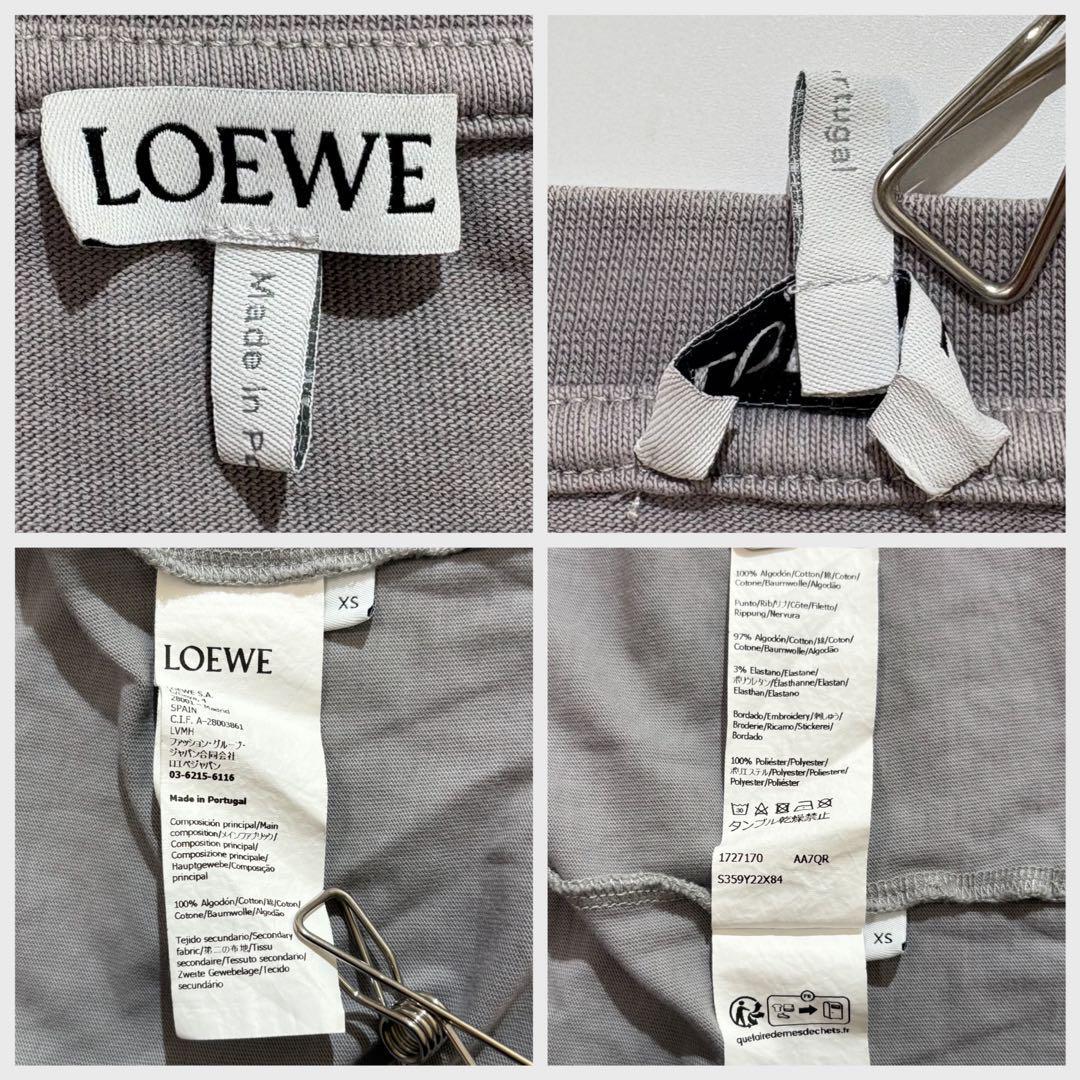 LOEWE
Made in Po
rtugal
XS
LOEWE
LOEWE S.A.
28001 - Madrid
SPAIN
C.I.F. A-28003861
LVMH
ファッション・グループ・
ジャパン合同会社
ロエベジャパン
03-6215-6116
Made in Portugal
Composición principal/Main
composition/メインファブリック/
Composition principal/
Composizione principale/
Hauptgewebe/Composição
principal
100% Algodón/Cotton/綿/Coton/
Cotone/Baumwolle/Algodão
Tejido secundario/Secondary
fabric/第二の布地/Tissu
secondaire/Tessuto secondario/
Zweite Gewebelage/Tecido
secundário
100% Algodón/Cotton/綿/Coton/
Cotone/Baumwolle/Algodão
Punto/Rib/リブ/Côte/Filetto/
Rippung/Nervura
97% Algodón/Cotton/綿/Coton/
Cotone/Baumwolle/Algodão
3% Elastano/Elastane/
ポリウレタン/Élasthanne/Elastan/
Elasthan/Elastano
Bordado/Embroidery/刺しゅう/
Broderie/Ricamo/Stickerei/
Bordado
100% Poliéster/Polyester/
ポリエステル/Polyester/Poliestere/
Polyester/Poliéster
30
タンブル乾燥禁止
1727170 AA7QR
S359Y22X84
XS
FR
quefairedemesdechets.fr